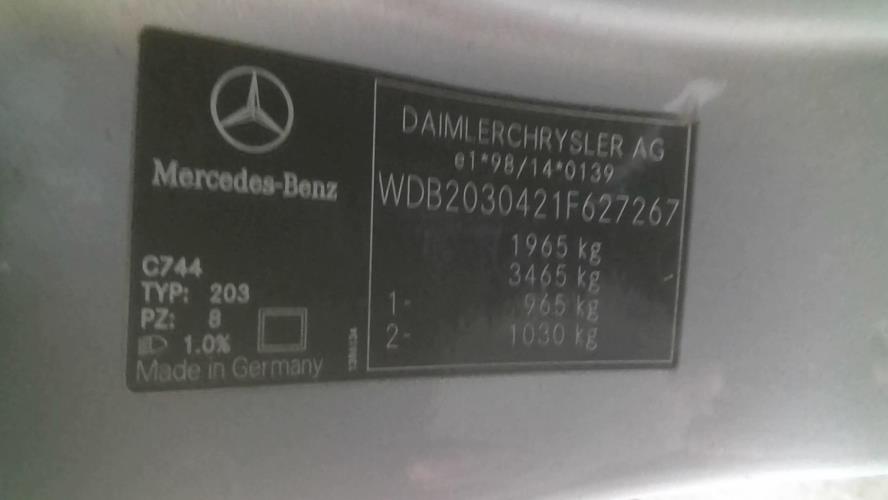 Mercedes-Benz
C744
TYP: 203
PZ: 8
1.0%
Made in Germany
DAIMLERCHRYSLER AG
e1*98/14*0139
WDB2030421F627267
1965 kg
3465 kg
1- 965 kg
2- 1030 kg